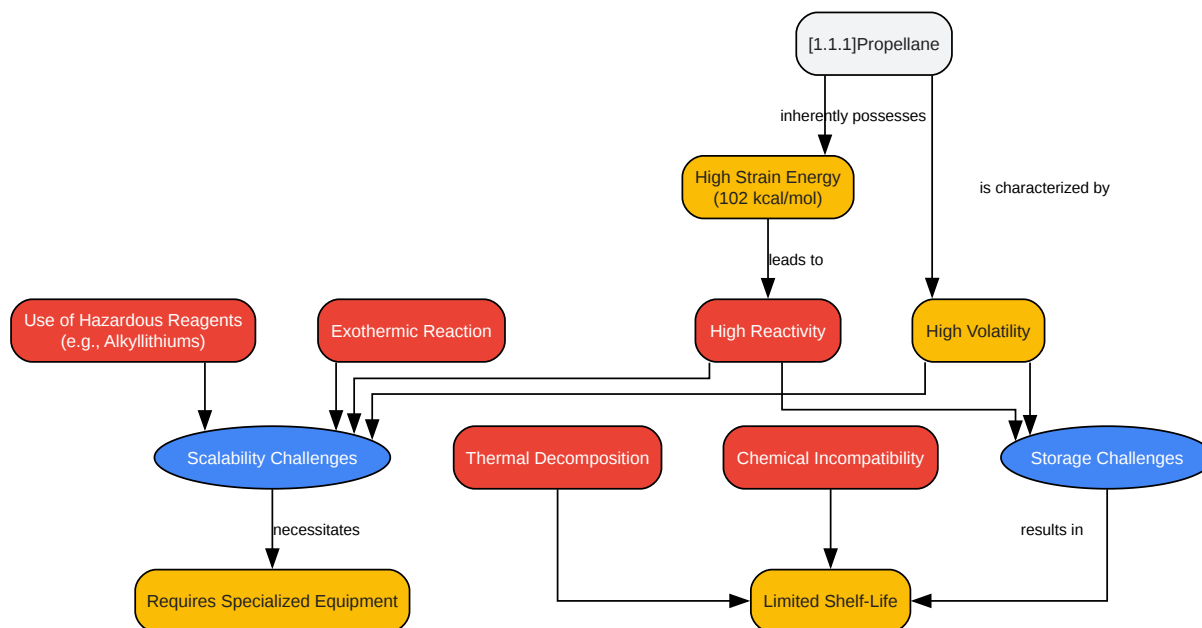 [1.1.1]Propellane
inherently possesses
High Strain Energy
(102 kcal/mol)
is characterized by
leads to
Use of Hazardous Reagents
(e.g., Alkyllithiums)
Exothermic Reaction
High Reactivity
High Volatility
Scalability Challenges
Thermal Decomposition
Chemical Incompatibility
Storage Challenges
necessitates
results in
Requires Specialized Equipment
Limited Shelf-Life